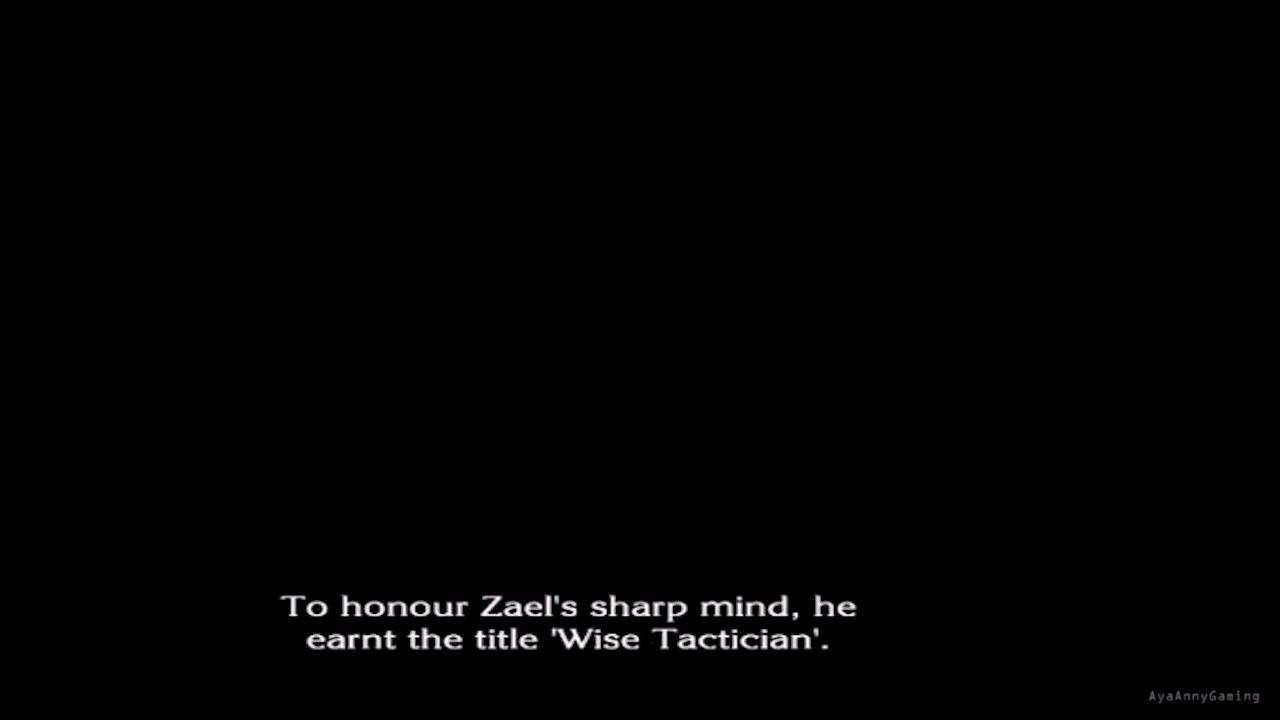 To honour Zael's sharp mind, he
earnt the title 'Wise Tactician'.
AyaAnnyGaming